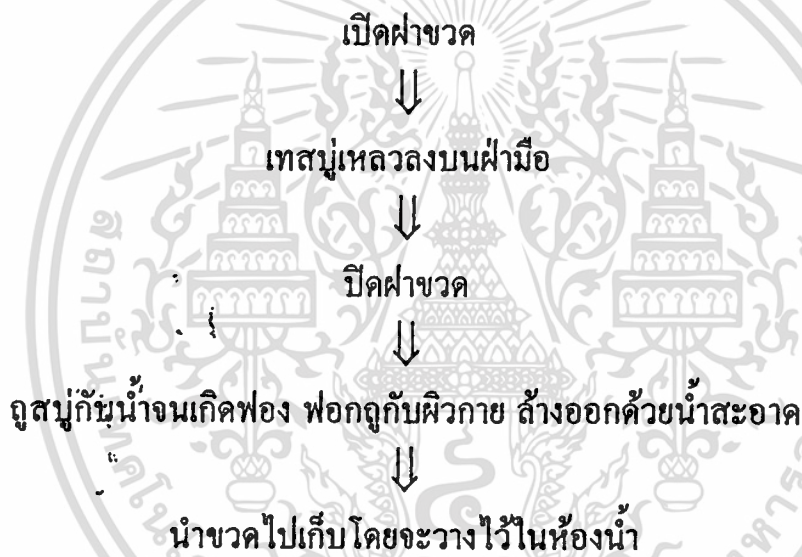 เปิดฝาขวด
⇓
เทสบู่เหลวลงบนฝ่ามือ
⇓
ปิดฝาขวด
⇓
ถูสบู่กับน้ำจนเกิดฟอง ฟอกถูกับผิวกาย ล้างออกด้วยน้ำสะอาด
⇓
นำขวดไปเก็บโดยจะวางไว้ในห้องน้ำ